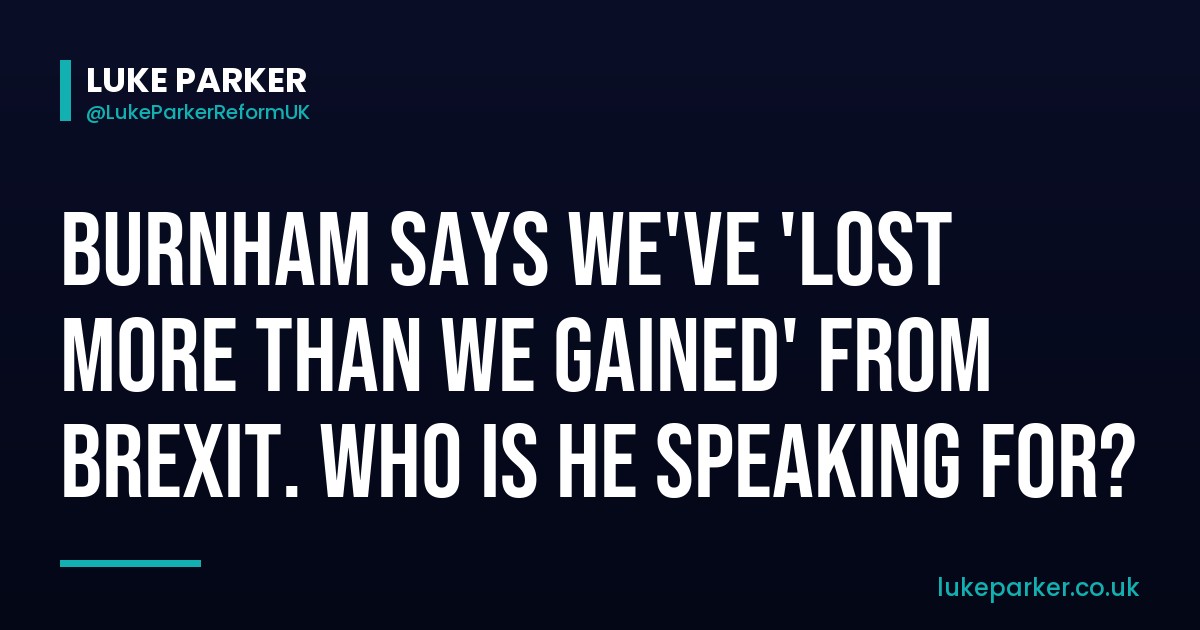 LUKE PARKER
@LukeParkerReformUK
BURNHAM SAYS WE'VE 'LOST
MORE THAN WE GAINED' FROM
BREXIT. WHO IS HE SPEAKING FOR?
lukeparker.co.uk